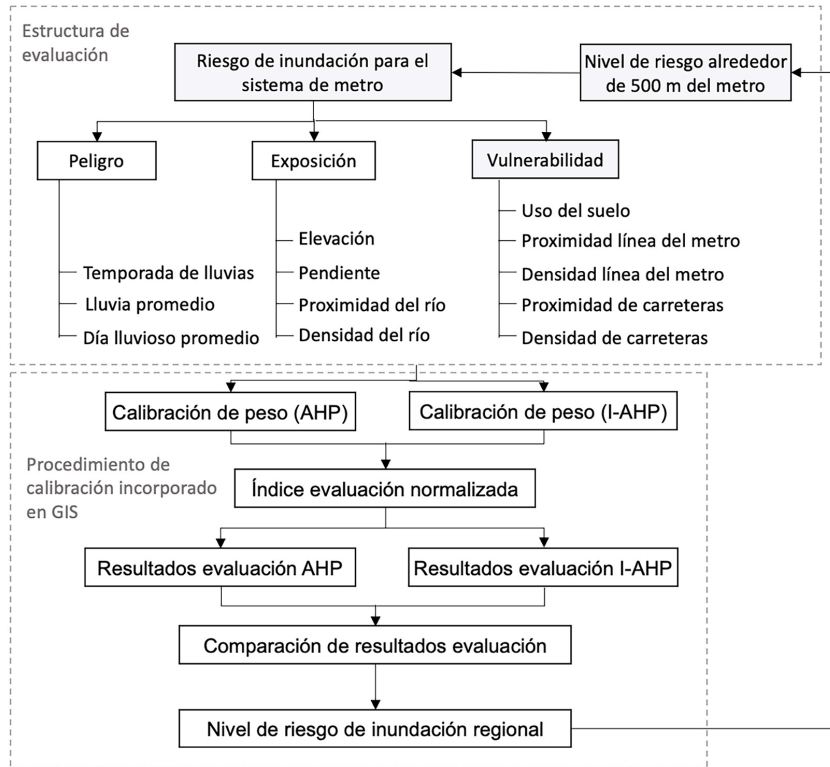 Estructura de
evaluación
Riesgo de inundación para el
sistema de metro
Nivel de riesgo alrededor
de 500 m del metro
Peligro
Exposición
Vulnerabilidad
Temporada de lluvias
Lluvia promedio
Día lluvioso promedio
Elevación
Pendiente
Proximidad del río
Densidad del río
Uso del suelo
Proximidad línea del metro
Densidad línea del metro
Proximidad de carreteras
Densidad de carreteras
Calibración de peso (AHP)
Calibración de peso (I-AHP)
Procedimiento de
calibración incorporado
en GIS
Índice evaluación normalizada
Resultados evaluación AHP
Resultados evaluación I-AHP
Comparación de resultados evaluación
Nivel de riesgo de inundación regional